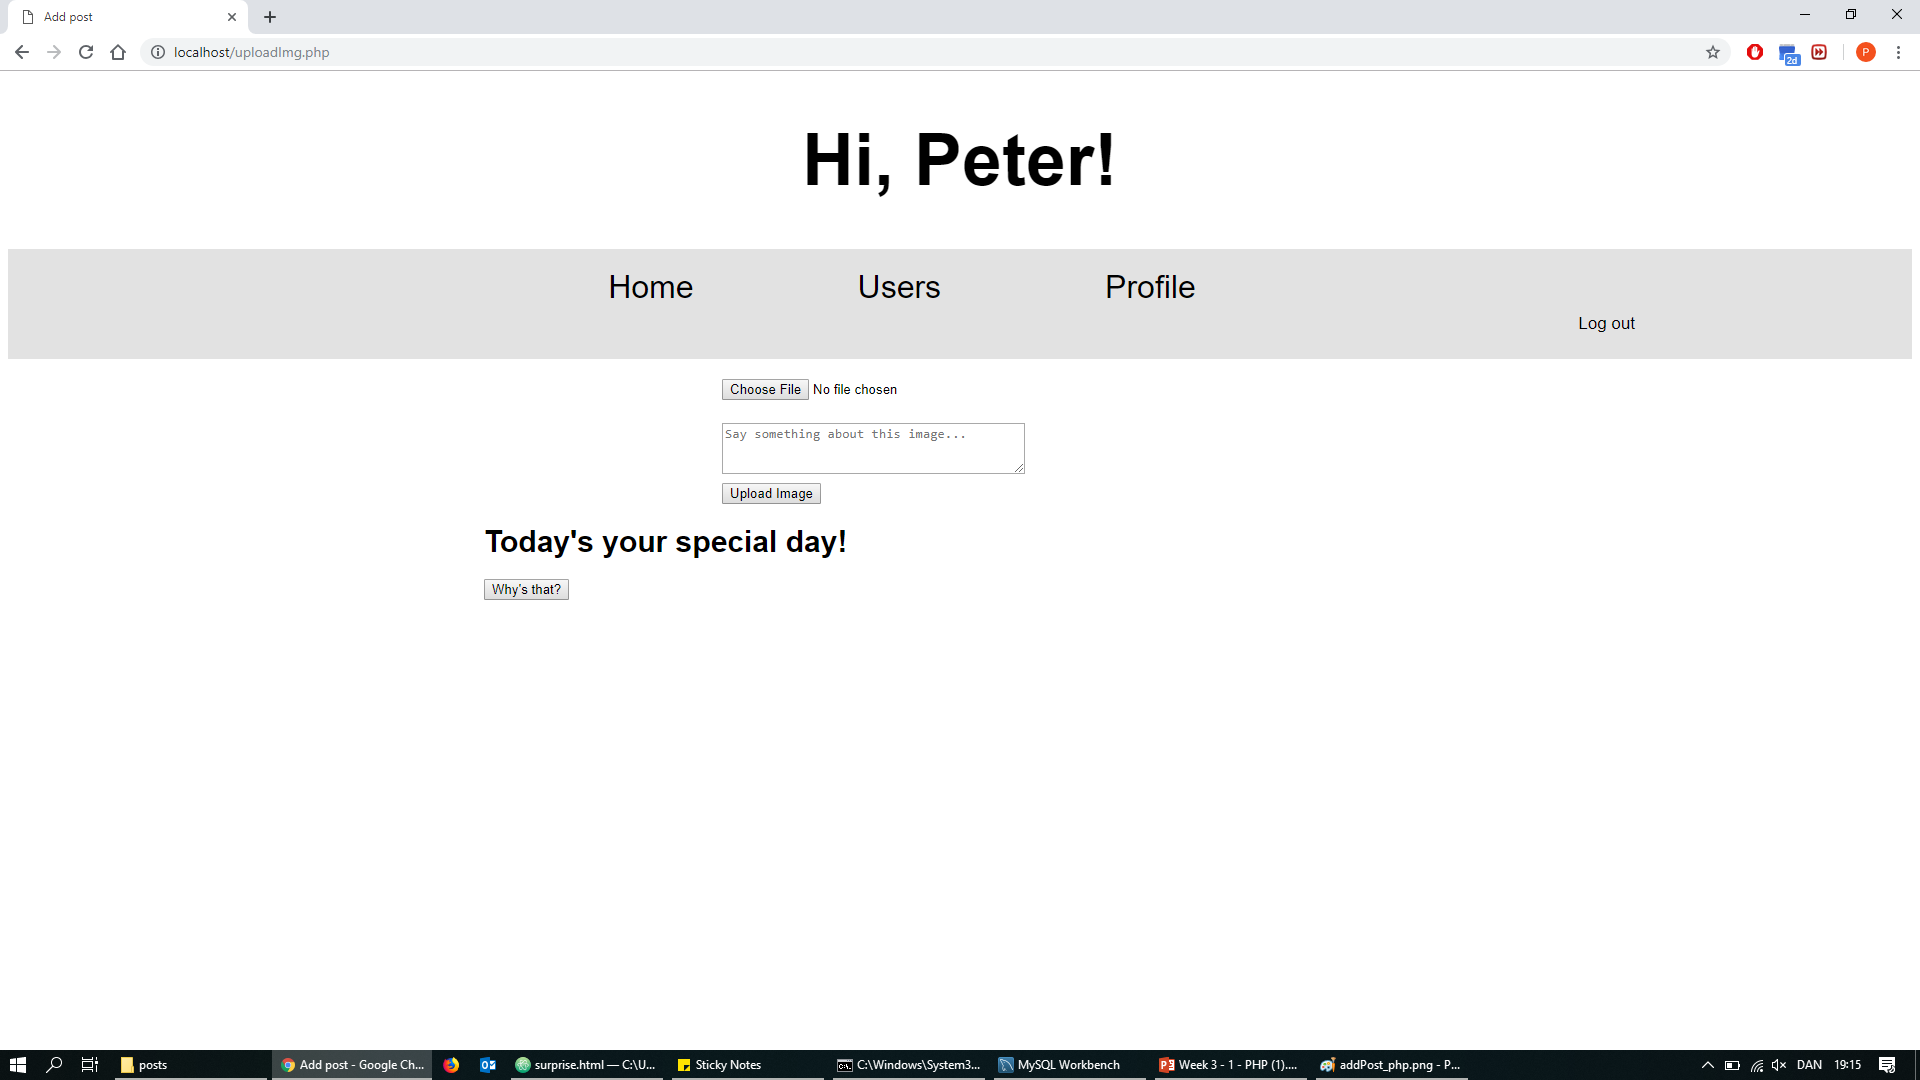 Add post
localhost/uploadImg.php
2d
P
Hi, Peter!
Home Users Profile
Log out
Choose File No file chosen
Say something about this image...
Upload Image
Today's your special day!
Why's that?
posts Add post - Google Ch... surprise.html — C:\U... Sticky Notes C:\Windows\System3... MySQL Workbench Week 3 - 1 - PHP (1).... addPost_php.png - P... DAN 19:15